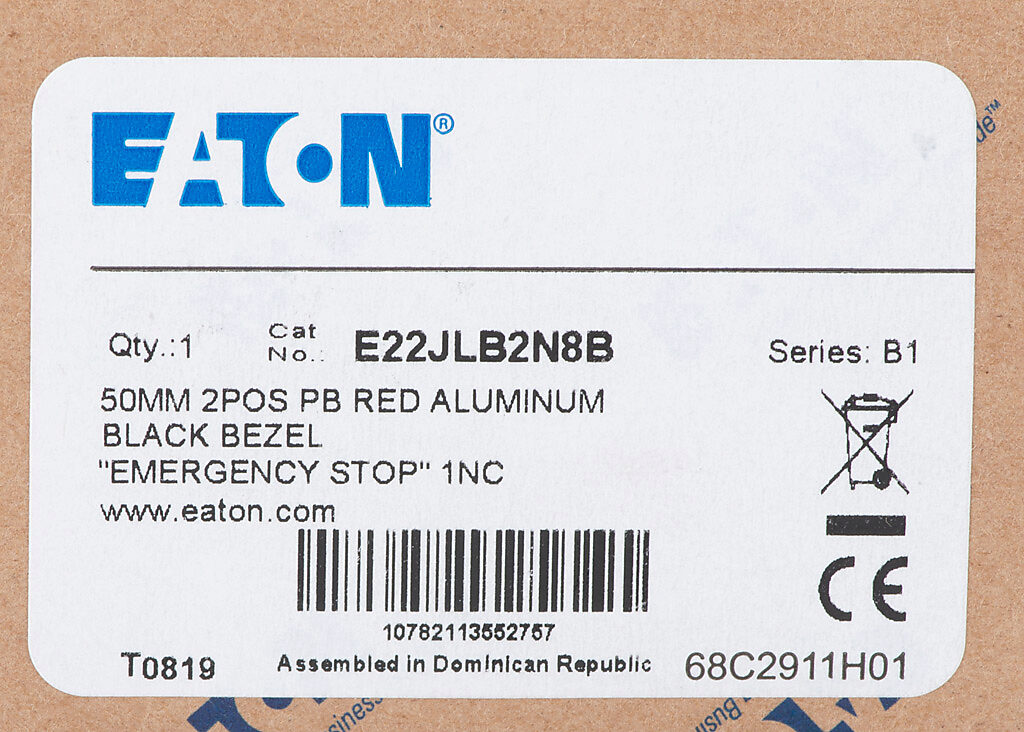 EATON®
Qty.:1 Cat No.: E22JLB2N8B Series: B1
50MM 2POS PB RED ALUMINUM
BLACK BEZEL
"EMERGENCY STOP" 1NC
www.eaton.com
CE
10782113552757
T0819 Assembled in Dominican Republic 68C2911H01